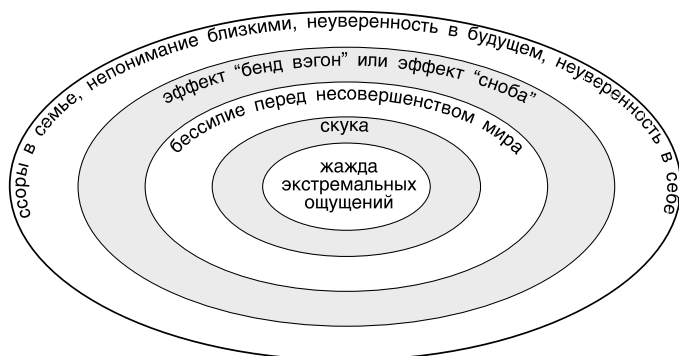 ссоры в семье, непонимание близкими, неуверенность в будущем, неуверенность в себе
эффект “бенд вэгон” или эффект “сноба”
бессилие перед несовершенством мира
скука
жажда
экстремальных
ощущений